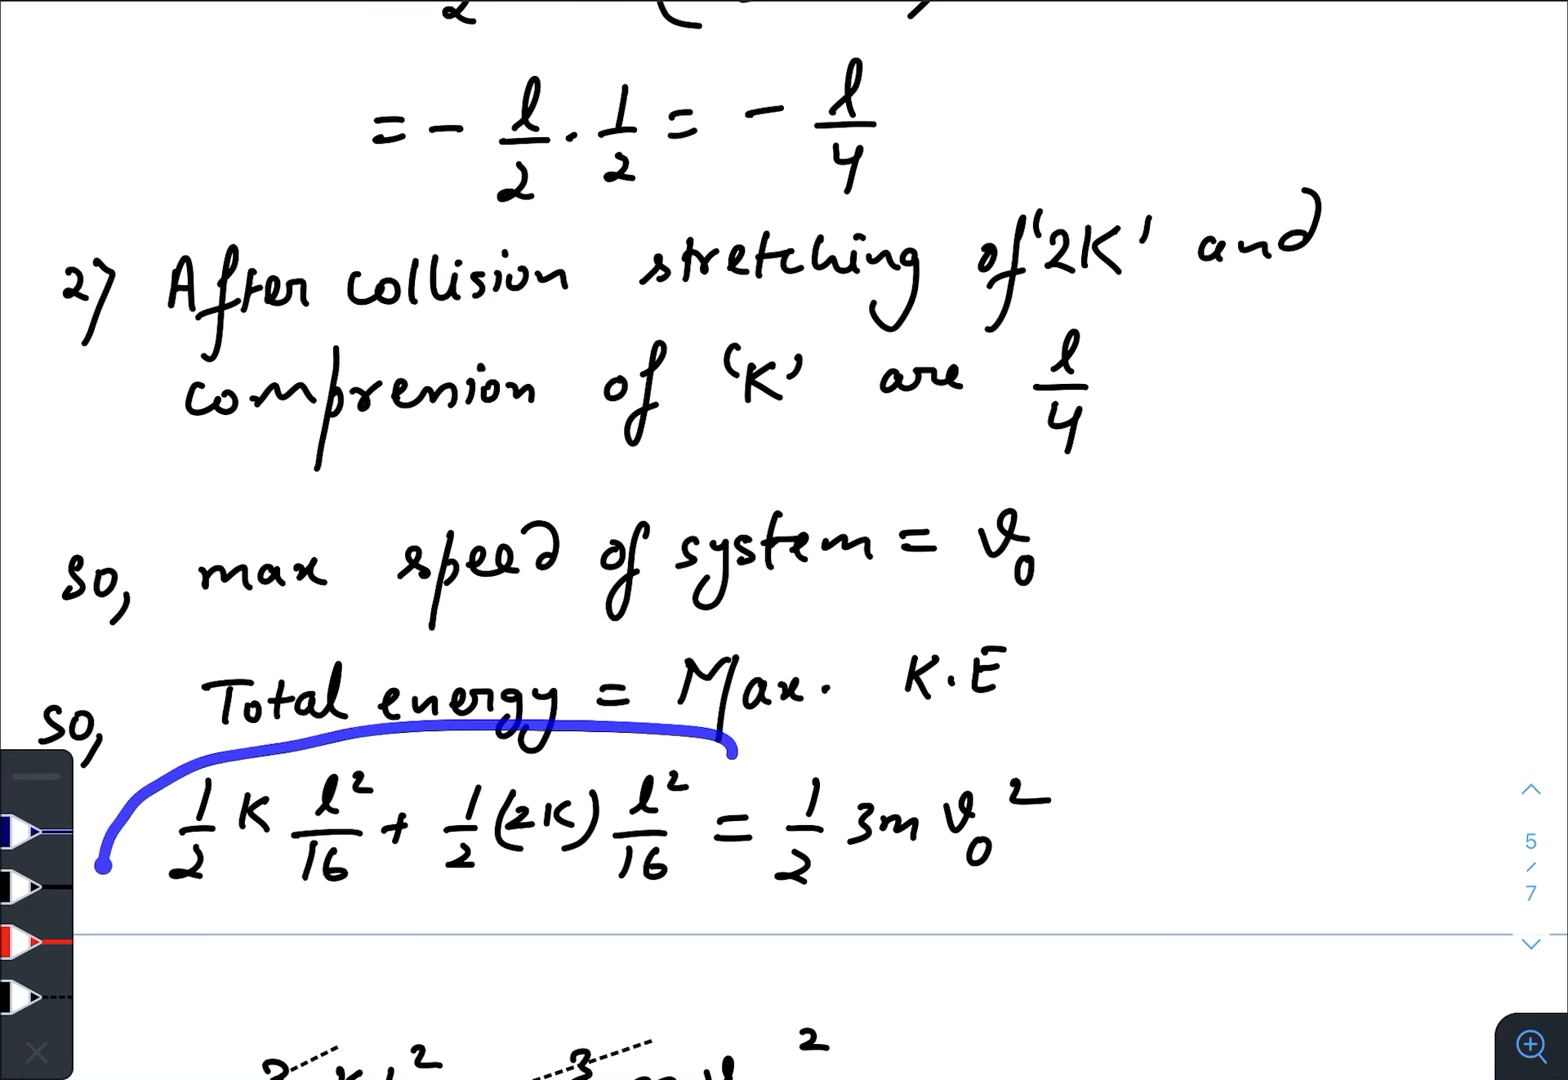 = - l/2 · 1/2 = - l/4
2) After collision stretching of '2K' and
compression of 'K' are l/4
so, max speed of system = v₀
so, Total energy = Max. K.E
1/2 K l²/16 + 1/2 (2K) l²/16 = 1/2 3m v₀²
5
/
7